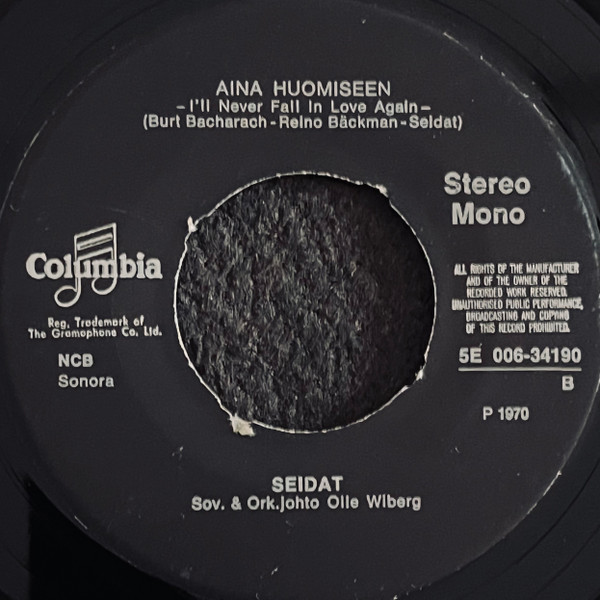 AINA HUOMISEEN
-I'll Never Fall In Love Again-
(Burt Bacharach-Reino Bäckman-Seidat)
Stereo
Mono
Columbia
Reg. Trademark of
The Gramophone Co. Ltd.
NCB
Sonora
ALL RIGHTS OF THE MANUFACTURER
AND OF THE OWNER OF THE
RECORDED WORK RESERVED.
UNAUTHORISED PUBLIC PERFORMANCE,
BROADCASTING AND COPYING
OF THIS RECORD PROHIBITED.
5E 006-34190
B
P 1970
SEIDAT
Sov. & Ork.johto Olle Wiberg